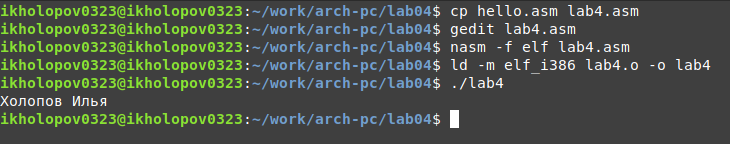 ikholopov0323@ikholopov0323:~/work/arch-pc/lab04$ cp hello.asm lab4.asm
ikholopov0323@ikholopov0323:~/work/arch-pc/lab04$ gedit lab4.asm
ikholopov0323@ikholopov0323:~/work/arch-pc/lab04$ nasm -f elf lab4.asm
ikholopov0323@ikholopov0323:~/work/arch-pc/lab04$ ld -m elf_i386 lab4.o -o lab4
ikholopov0323@ikholopov0323:~/work/arch-pc/lab04$ ./lab4
Холопов Илья
ikholopov0323@ikholopov0323:~/work/arch-pc/lab04$